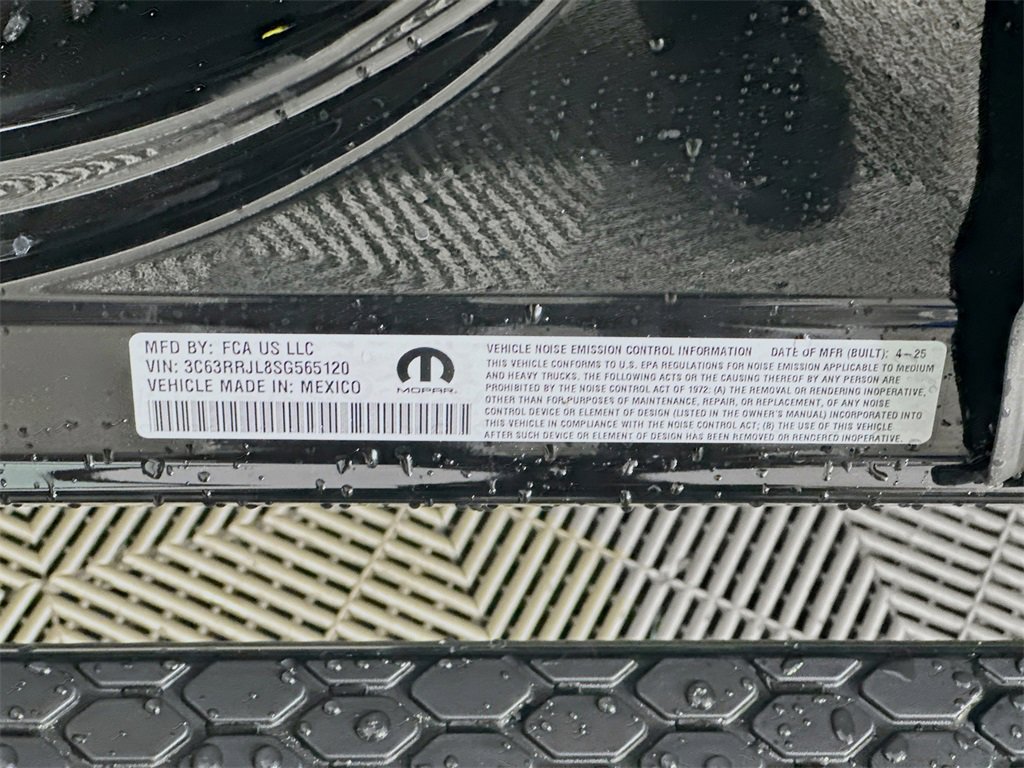 MFD BY: FCA US LLC
VIN: 3C63RRJL8SG565120
VEHICLE MADE IN: MEXICO
MOPAR.
VEHICLE NOISE EMISSION CONTROL INFORMATION DATE OF MFR (BUILT): 4-25
THIS VEHICLE CONFORMS TO U.S. EPA REGULATIONS FOR NOISE EMISSION APPLICABLE TO MEDIUM
AND HEAVY TRUCKS. THE FOLLOWING ACTS OR THE CAUSING THEREOF BY ANY PERSON ARE
PROHIBITED BY THE NOISE CONTROL ACT OF 1972: (A) THE REMOVAL OR RENDERING INOPERATIVE,
OTHER THAN FOR PURPOSES OF MAINTENANCE, REPAIR, OR REPLACEMENT, OF ANY NOISE
CONTROL DEVICE OR ELEMENT OF DESIGN (LISTED IN THE OWNER'S MANUAL) INCORPORATED INTO
THIS VEHICLE IN COMPLIANCE WITH THE NOISE CONTROL ACT; (B) THE USE OF THIS VEHICLE
AFTER SUCH DEVICE OR ELEMENT OF DESIGN HAS BEEN REMOVED OR RENDERED INOPERATIVE.